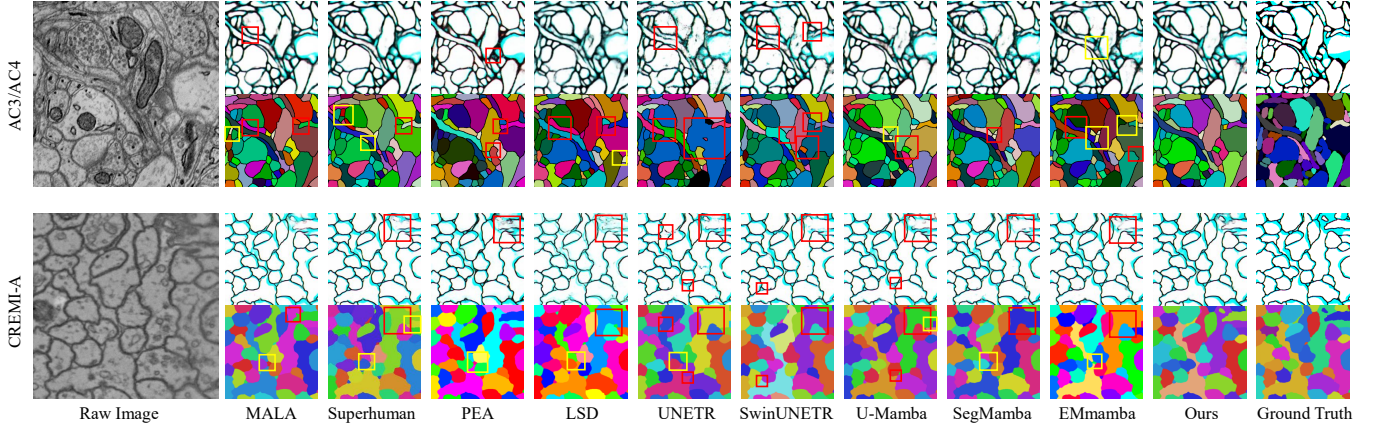 AC3/AC4
CREMI-A
Raw Image MALA Superhuman PEA LSD UNETR SwinUNETR U-Mamba SegMamba EMmamba Ours Ground Truth